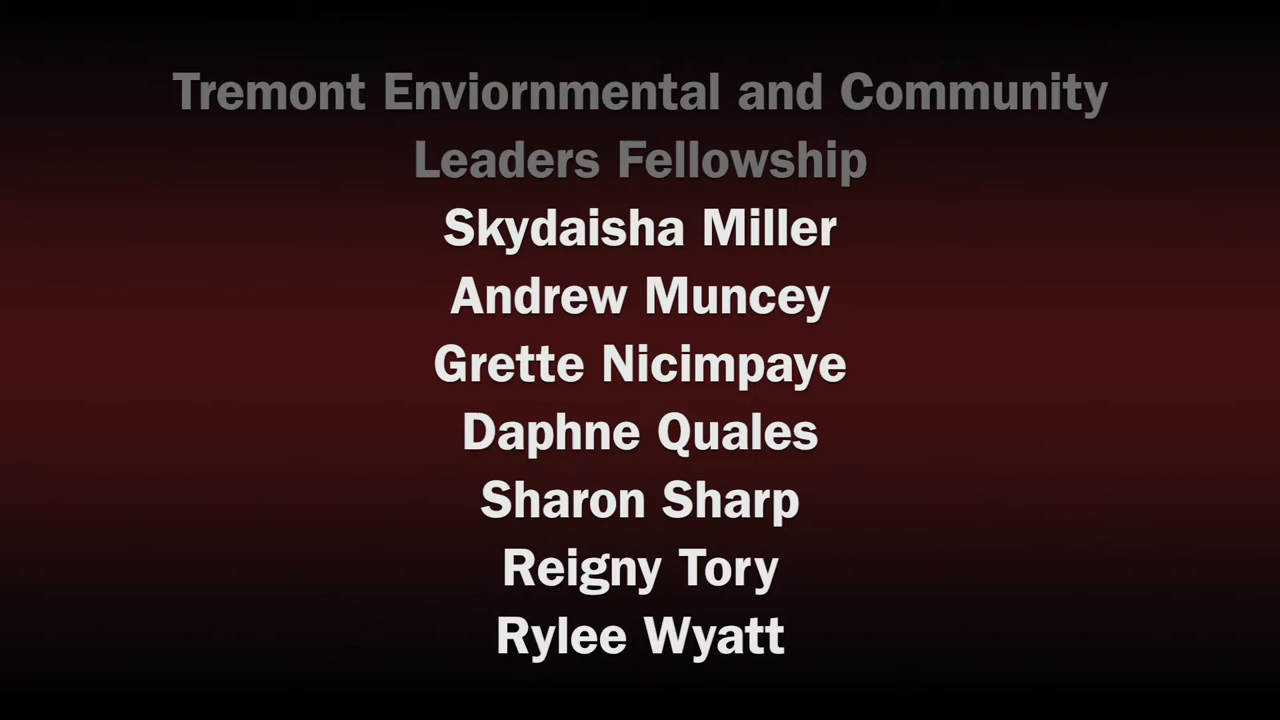 Tremont Enviornmental and Community
Leaders Fellowship
Skydaisha Miller
Andrew Muncey
Grette Nicimpaye
Daphne Quales
Sharon Sharp
Reigny Tory
Rylee Wyatt